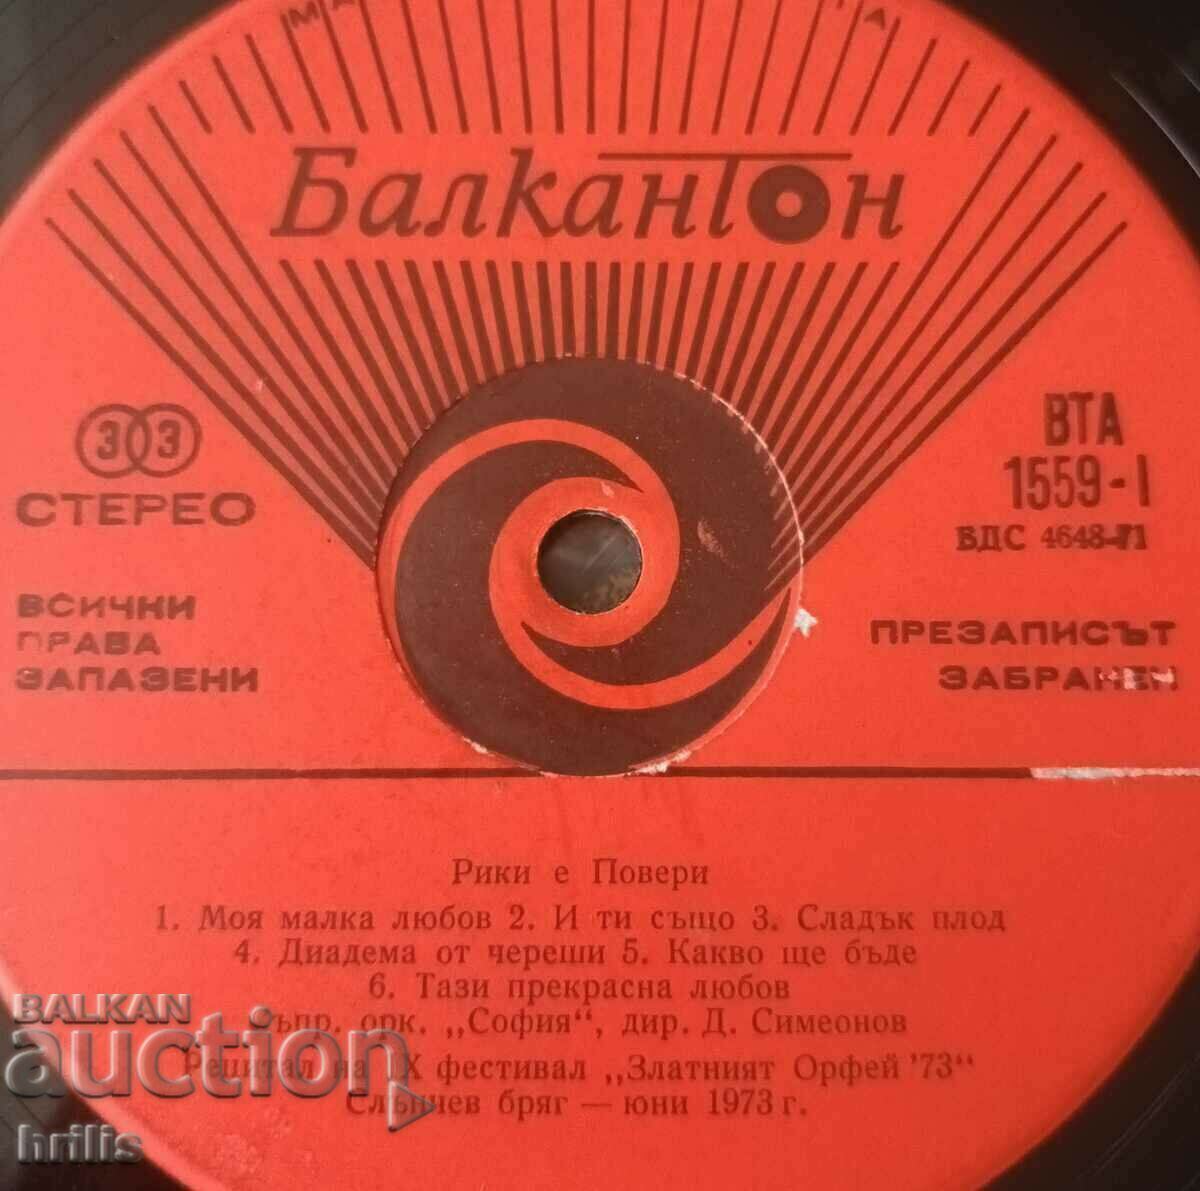 Балкантон
33
СТЕРЕО
ВСИЧКИ
ПРАВА
ЗАПАЗЕНИ
ВТА
1559-I
БДС 4648-71
ПРЕЗАПИСЪТ
ЗАБРАНЕН
Рики е Повери
1. Моя малка любов 2. И ти също 3. Сладък плод
4. Диадема от череши 5. Какво ще бъде
6. Тази прекрасна любов
Съпр. орк. „София“, дир. Д. Симеонов
Рецитал на IX фестивал „Златният Орфей '73“
Слънчев бряг — юни 1973 г.
BALKAN
auction
hrilis